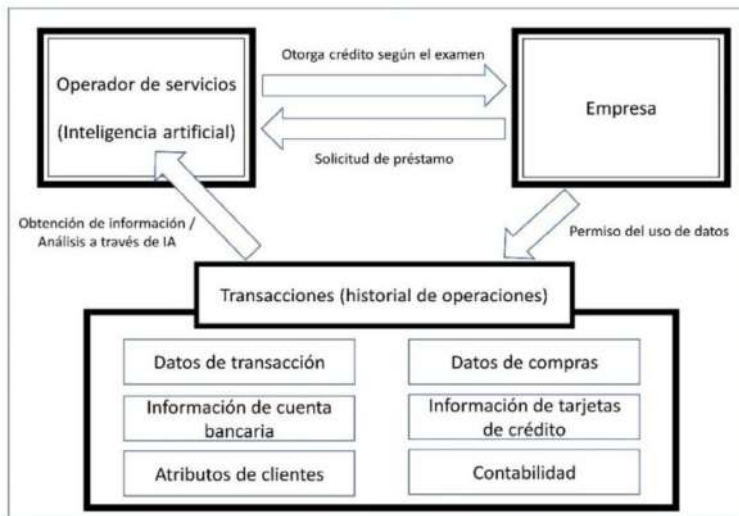 Operador de servicios
(Inteligencia artificial)
Otorga crédito según el examen
Empresa
Solicitud de préstamo
Obtención de información /
Análisis a través de IA
Permiso del uso de datos
Transacciones (historial de operaciones)
Datos de transacción
Datos de compras
Información de cuenta
bancaria
Información de tarjetas
de crédito
Atributos de clientes
Contabilidad